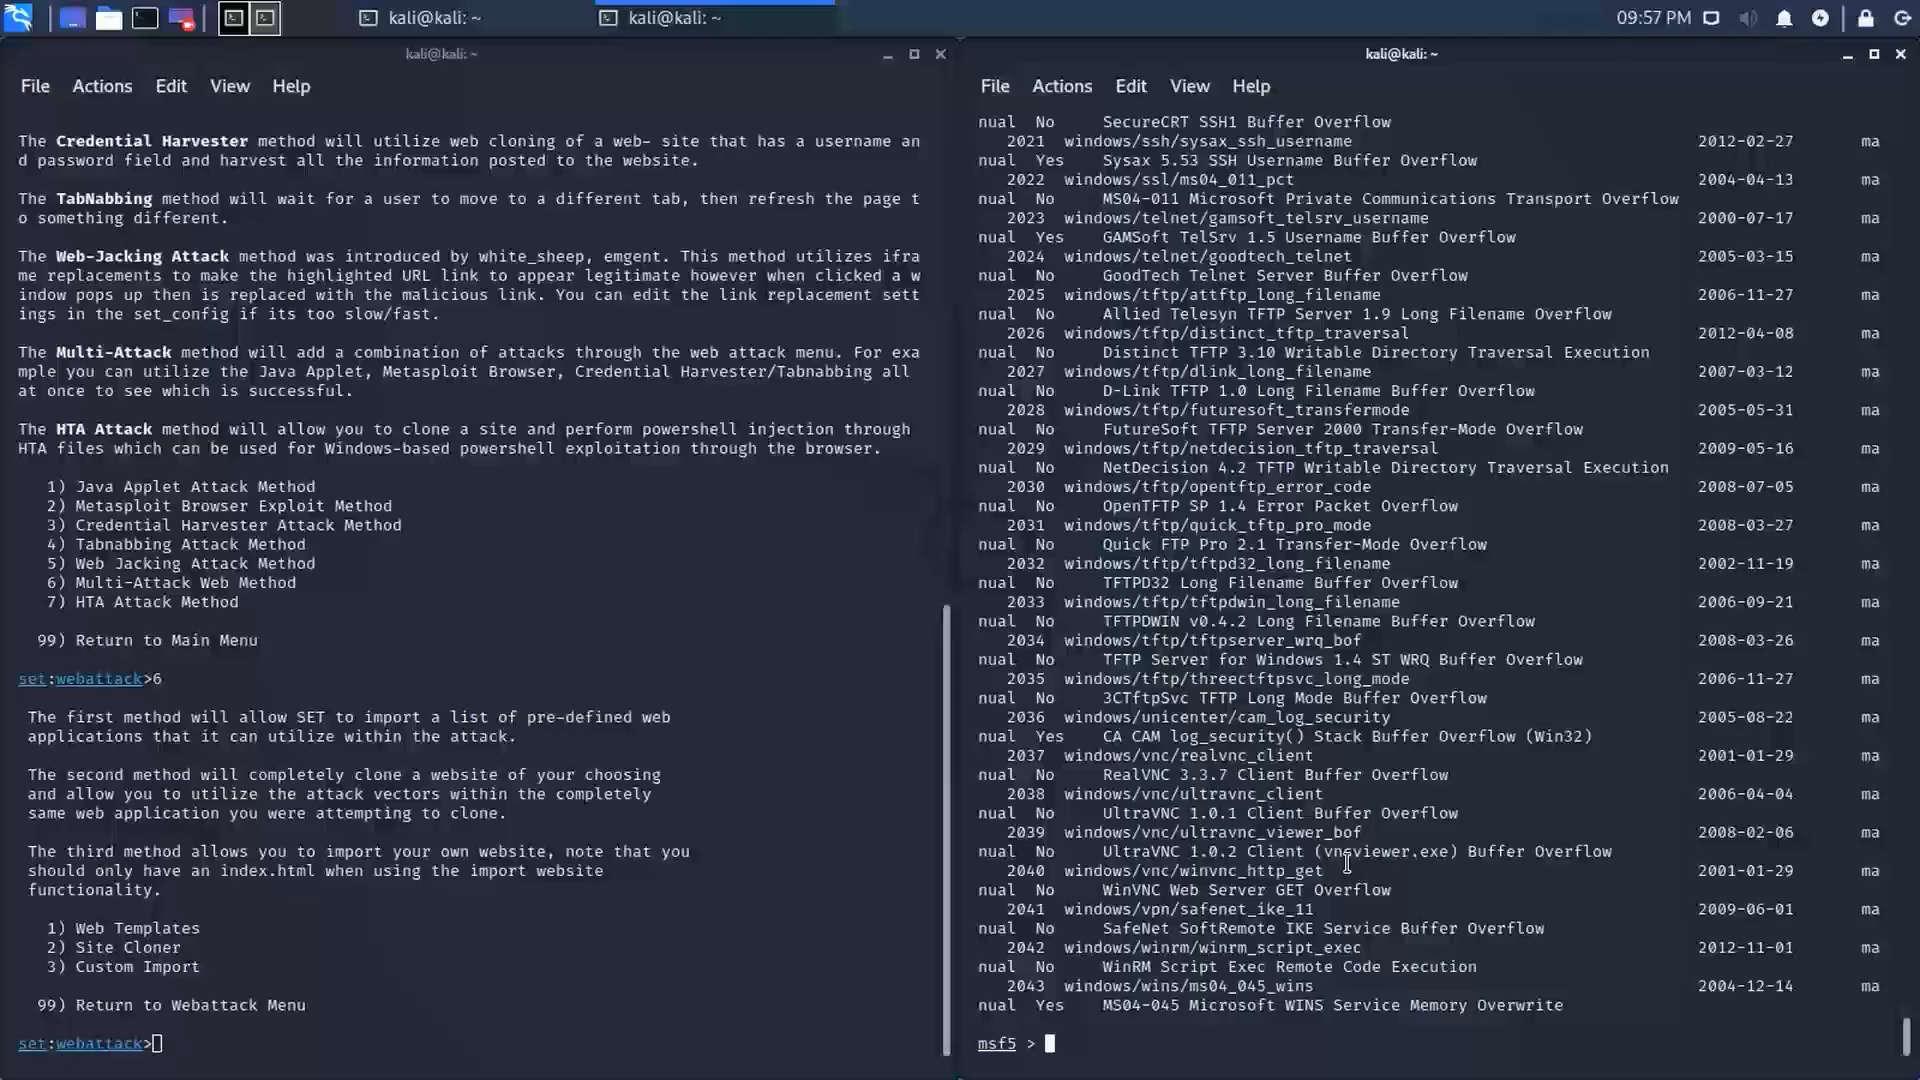 kali@kali: ~
kali@kali: ~
09:57 PM
kali@kali: ~
File Actions Edit View Help
The Credential Harvester method will utilize web cloning of a web- site that has a username an
d password field and harvest all the information posted to the website.
The TabNabbing method will wait for a user to move to a different tab, then refresh the page t
o something different.
The Web-Jacking Attack method was introduced by white_sheep, emgent. This method utilizes ifra
me replacements to make the highlighted URL link to appear legitimate however when clicked a w
indow pops up then is replaced with the malicious link. You can edit the link replacement sett
ings in the set_config if its too slow/fast.
The Multi-Attack method will add a combination of attacks through the web attack menu. For exa
mple you can utilize the Java Applet, Metasploit Browser, Credential Harvester/Tabnabbing all
at once to see which is successful.
The HTA Attack method will allow you to clone a site and perform powershell injection through
HTA files which can be used for Windows-based powershell exploitation through the browser.
1) Java Applet Attack Method
2) Metasploit Browser Exploit Method
3) Credential Harvester Attack Method
4) Tabnabbing Attack Method
5) Web Jacking Attack Method
6) Multi-Attack Web Method
7) HTA Attack Method
99) Return to Main Menu
set:webattack>6
The first method will allow SET to import a list of pre-defined web
applications that it can utilize within the attack.
The second method will completely clone a website of your choosing
and allow you to utilize the attack vectors within the completely
same web application you were attempting to clone.
The third method allows you to import your own website, note that you
should only have an index.html when using the import website
functionality.
1) Web Templates
2) Site Cloner
3) Custom Import
99) Return to Webattack Menu
set:webattack>
kali@kali: ~
File Actions Edit View Help
nual No SecureCRT SSH1 Buffer Overflow
2021 windows/ssh/sysax_ssh_username 2012-02-27 ma
nual Yes Sysax 5.53 SSH Username Buffer Overflow
2022 windows/ssl/ms04_011_pct 2004-04-13 ma
nual No MS04-011 Microsoft Private Communications Transport Overflow
2023 windows/telnet/gamsoft_telsrv_username 2000-07-17 ma
nual Yes GAMSoft TelSrv 1.5 Username Buffer Overflow
2024 windows/telnet/goodtech_telnet 2005-03-15 ma
nual No GoodTech Telnet Server Buffer Overflow
2025 windows/tftp/attftp_long_filename 2006-11-27 ma
nual No Allied Telesyn TFTP Server 1.9 Long Filename Overflow
2026 windows/tftp/distinct_tftp_traversal 2012-04-08 ma
nual No Distinct TFTP 3.10 Writable Directory Traversal Execution
2027 windows/tftp/dlink_long_filename 2007-03-12 ma
nual No D-Link TFTP 1.0 Long Filename Buffer Overflow
2028 windows/tftp/futuresoft_transfermode 2005-05-31 ma
nual No FutureSoft TFTP Server 2000 Transfer-Mode Overflow
2029 windows/tftp/netdecision_tftp_traversal 2009-05-16 ma
nual No NetDecision 4.2 TFTP Writable Directory Traversal Execution
2030 windows/tftp/opentftp_error_code 2008-07-05 ma
nual No OpenTFTP SP 1.4 Error Packet Overflow
2031 windows/tftp/quick_tftp_pro_mode 2008-03-27 ma
nual No Quick FTP Pro 2.1 Transfer-Mode Overflow
2032 windows/tftp/tftpd32_long_filename 2002-11-19 ma
nual No TFTPD32 Long Filename Buffer Overflow
2033 windows/tftp/tftpdwin_long_filename 2006-09-21 ma
nual No TFTPDWIN v0.4.2 Long Filename Buffer Overflow
2034 windows/tftp/tftpserver_wrq_bof 2008-03-26 ma
nual No TFTP Server for Windows 1.4 ST WRQ Buffer Overflow
2035 windows/tftp/threectftpsvc_long_mode 2006-11-27 ma
nual No 3CTftpSvc TFTP Long Mode Buffer Overflow
2036 windows/unicenter/cam_log_security 2005-08-22 ma
nual Yes CA CAM log_security() Stack Buffer Overflow (Win32)
2037 windows/vnc/realvnc_client 2001-01-29 ma
nual No RealVNC 3.3.7 Client Buffer Overflow
2038 windows/vnc/ultravnc_client 2006-04-04 ma
nual No UltraVNC 1.0.1 Client Buffer Overflow
2039 windows/vnc/ultravnc_viewer_bof 2008-02-06 ma
nual No UltraVNC 1.0.2 Client (vncviewer.exe) Buffer Overflow
2040 windows/vnc/winvnc_http_get 2001-01-29 ma
nual No WinVNC Web Server GET Overflow
2041 windows/vpn/safenet_ike_11 2009-06-01 ma
nual No SafeNet SoftRemote IKE Service Buffer Overflow
2042 windows/winrm/winrm_script_exec 2012-11-01 ma
nual No WinRM Script Exec Remote Code Execution
2043 windows/wins/ms04_045_wins 2004-12-14 ma
nual Yes MS04-045 Microsoft WINS Service Memory Overwrite
msf5 >